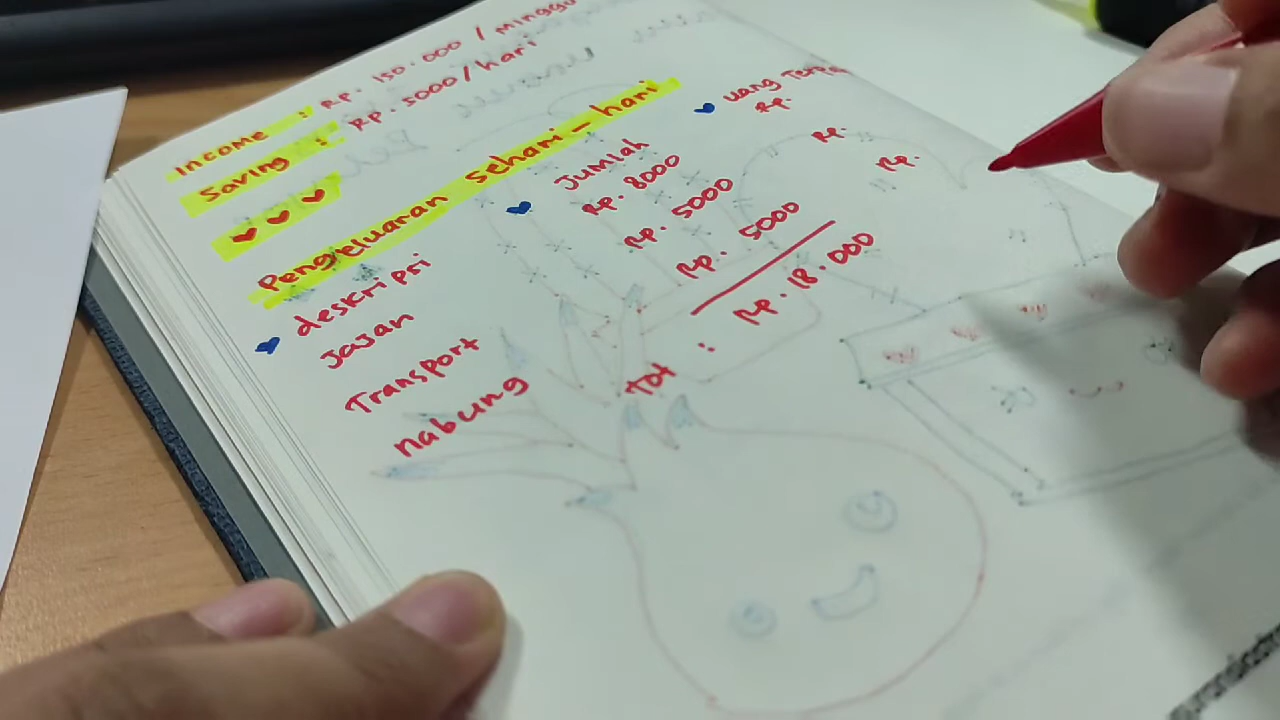 Income : Rp. 150.000 / minggu
Saving : Rp. 5000 / hari
Pengeluaran sehari-hari
deskripsi Jumlah uang
Jajan Rp. 8000 Rp.
Transport Rp. 5000 Rp.
nabung Rp. 5000 Rp.
Tot : Rp. 18.000